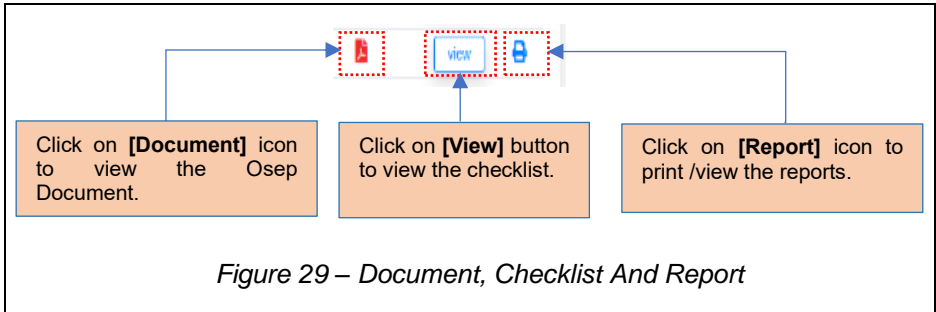 view
Click on [Document] icon
to view the Osep
Document.
Click on [View] button
to view the checklist.
Click on [Report] icon to
print /view the reports.
Figure 29 – Document, Checklist And Report